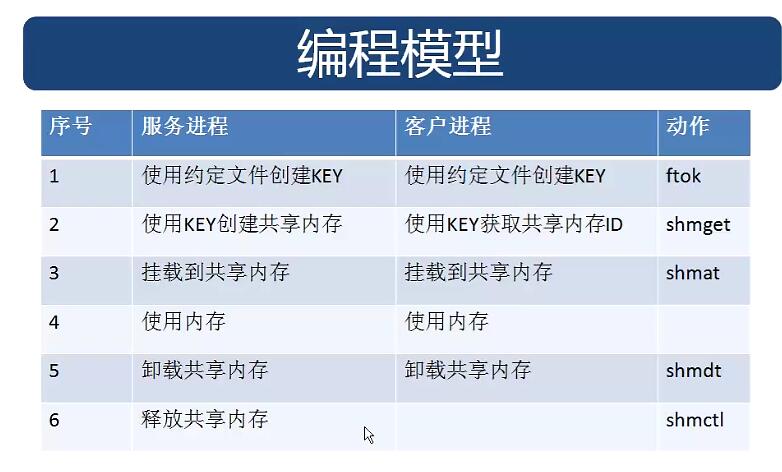 编程模型
序号 服务进程 客户进程 动作
1 使用约定文件创建KEY 使用约定文件创建KEY ftok
2 使用KEY创建共享内存 使用KEY获取共享内存ID shmget
3 挂载到共享内存 挂载到共享内存 shmat
4 使用内存 使用内存
5 卸载共享内存 卸载共享内存 shmdt
6 释放共享内存 shmctl